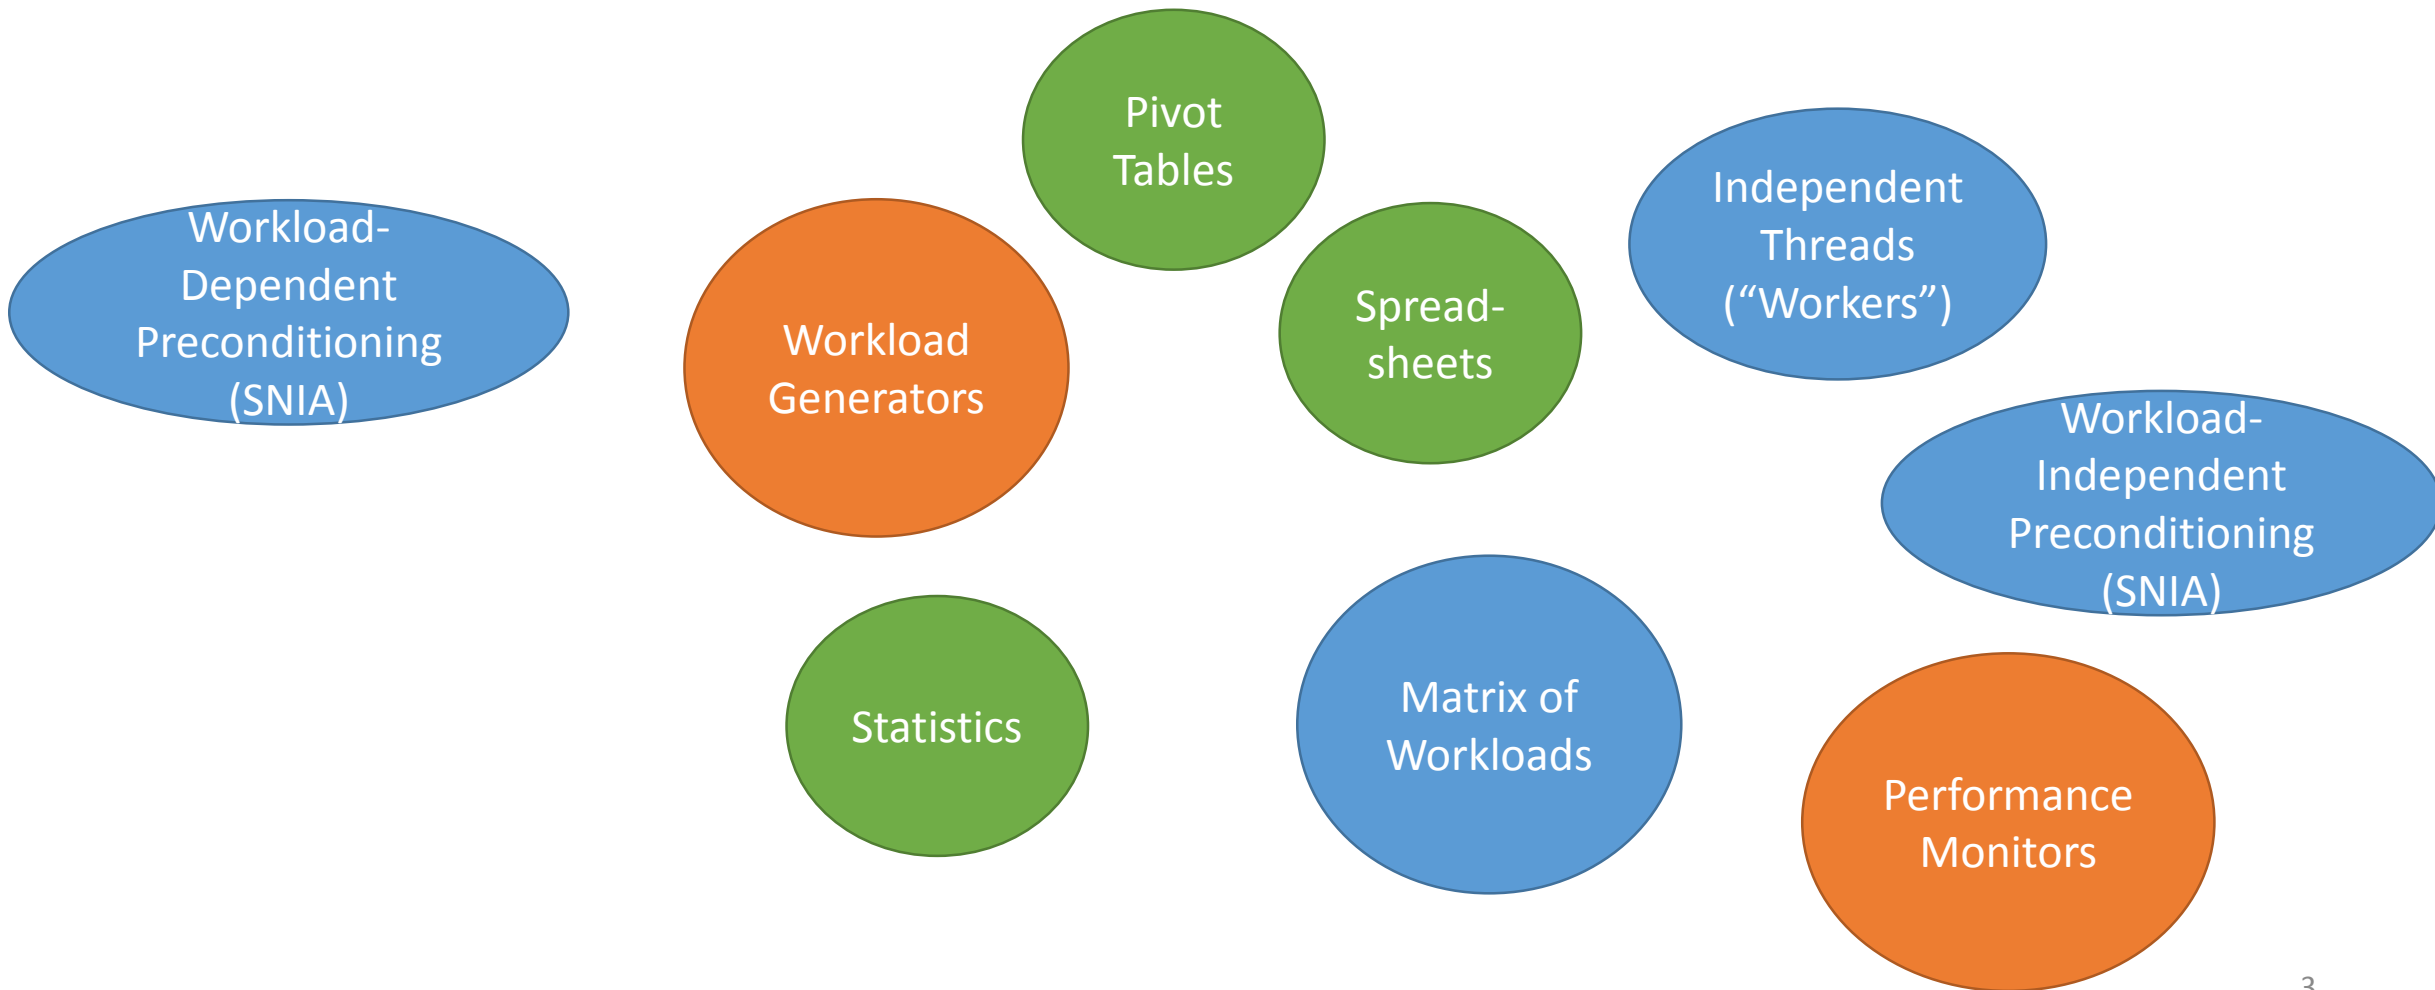 Pivot
Tables
Workload-
Dependent
Preconditioning
(SNIA)
Workload
Generators
Spread-
sheets
Independent
Threads
(“Workers”)
Workload-
Independent
Preconditioning
(SNIA)
Statistics
Matrix of
Workloads
Performance
Monitors
3